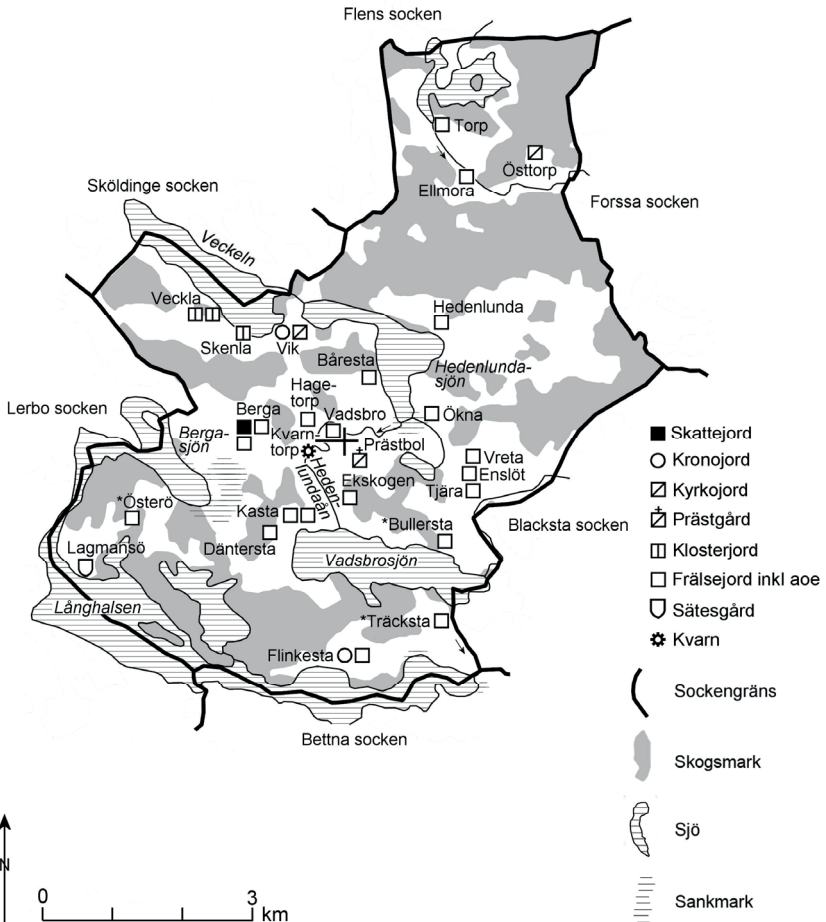 Flens socken
Torp
Östtorp
Ellmora
Sköldinge socken
Forssa socken
Veckeln
Veckla
Hedenlunda
Skenla
Vik
Båresta
Hedenlunda-
sjön
Hage-
torp
Lerbo socken
Berga
Vadsbro
Ökna
Berga-
sjön
Kvarn-
torp
Prästbol
Heden-
lundaån
Vreta
Enslöt
Ekskogen
Tjära
*Österö
Kasta
*Bullersta
Blacksta socken
Däntersta
Lagmansö
Vadsbrosjön
Långhalsen
*Träcksta
Flinkesta
Bettna socken
Skattejord
Kronojord
Kyrkojord
Prästgård
Klosterjord
Frälsejord inkl aoe
Sätesgård
Kvarn
Sockengräns
Skogsmark
Sjö
Sankmark
N
0 3
km